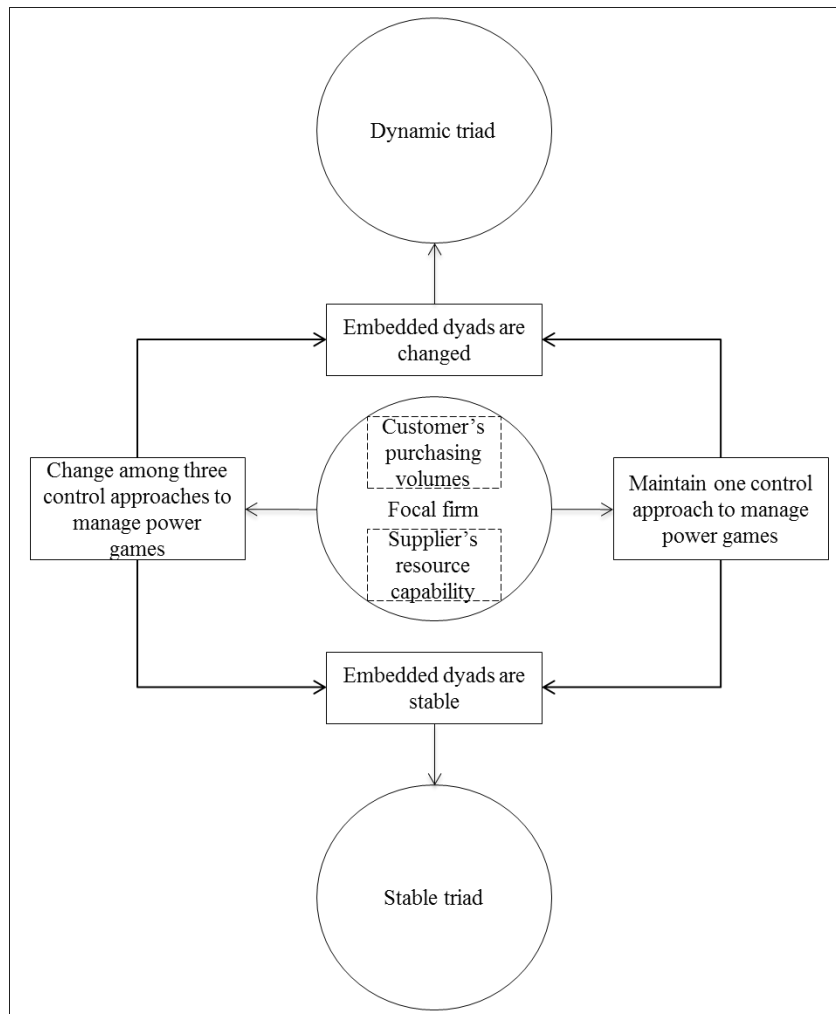 Dynamic triad
Embedded dyads are
changed
Customer's
purchasing
volumes
Change among three
control approaches to
manage power
games
Focal firm
Maintain one control
approach to manage
power games
Supplier's
resource
capability
Embedded dyads are
stable
Stable triad